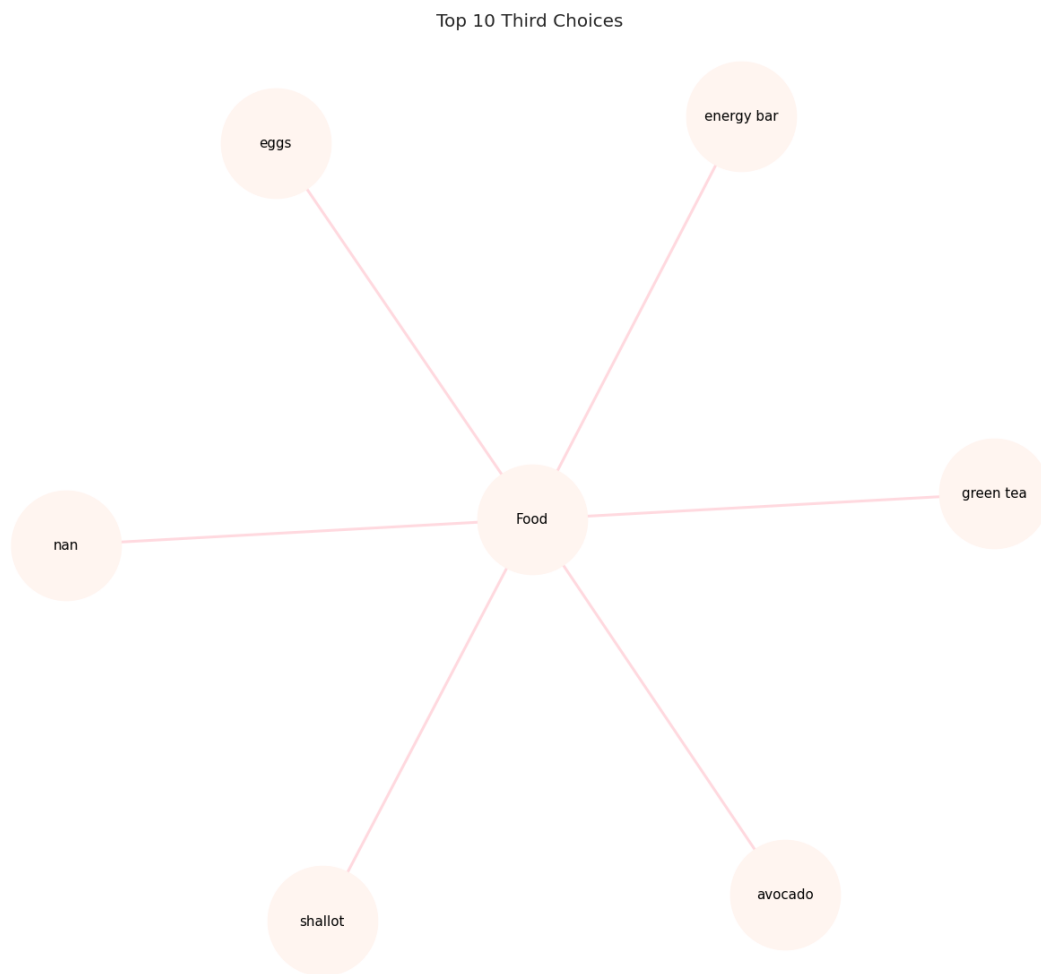 Top 10 Third Choices
energy bar
eggs
green tea
Food
nan
avocado
shallot